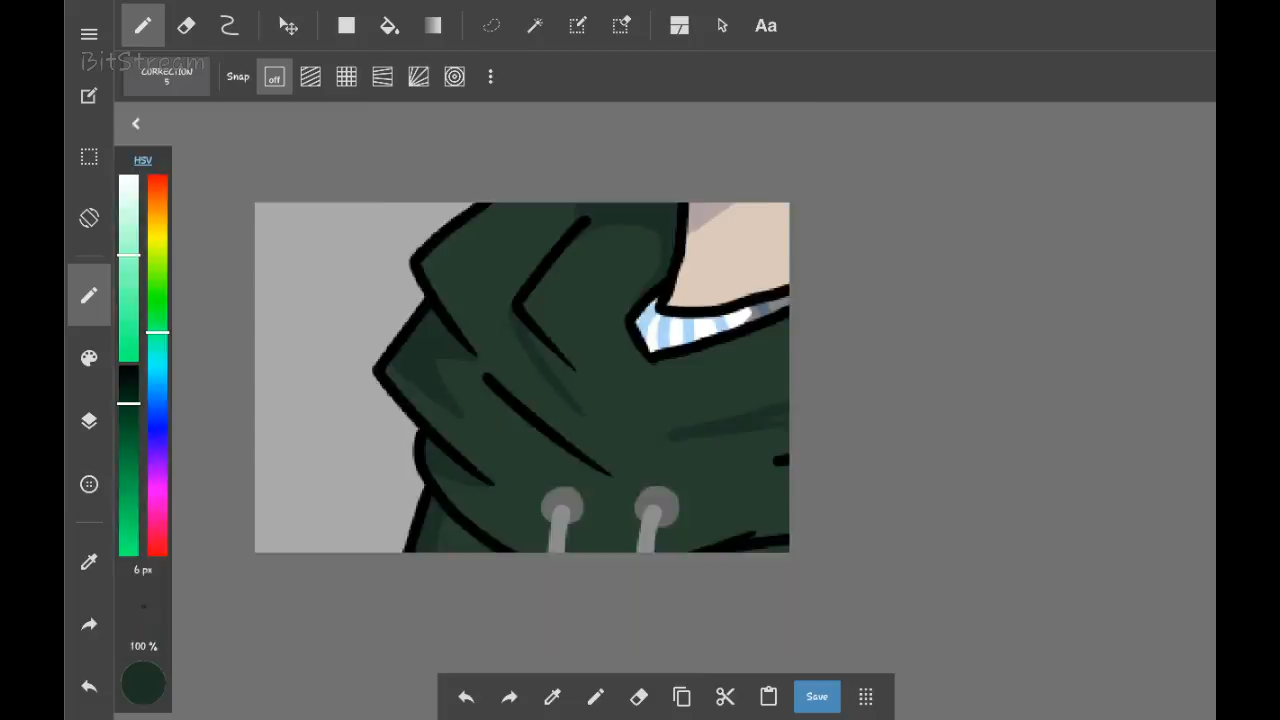 Aa
BitStream
CORRECTION
5
Snap
off
HSV
6 px
100 %
Save